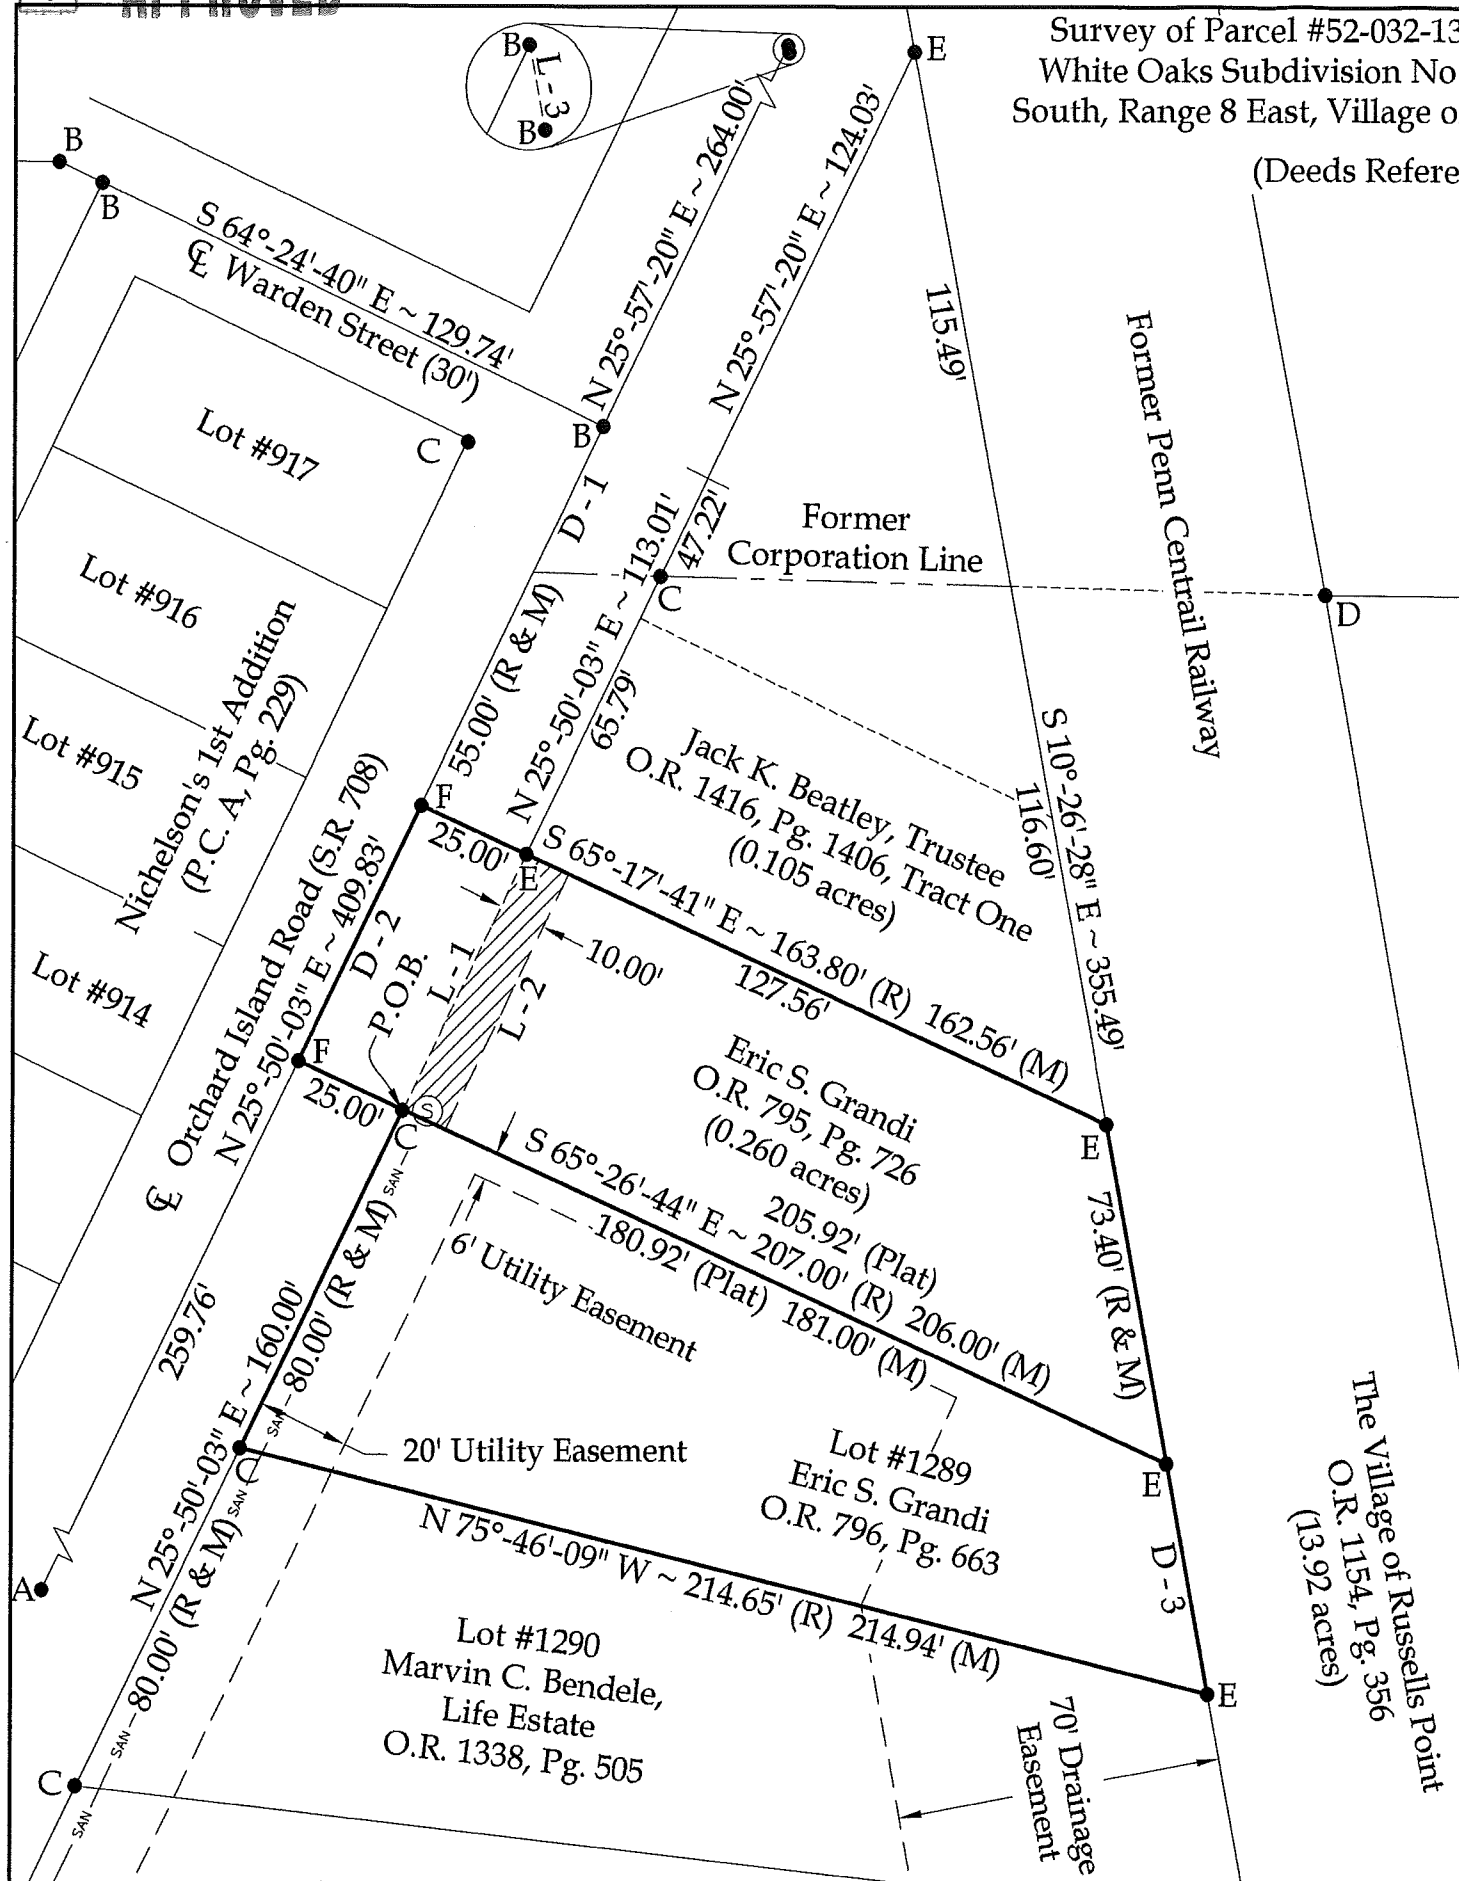 APPROVED
Survey of Parcel #52-032-13
White Oaks Subdivision No
South, Range 8 East, Village o
(Deeds Refere
B
L - 3
B
E
B
B
S 64°-24'-40" E ~ 129.74'
℄ Warden Street (30')
N 25°-57'-20" E ~ 264.00'
N 25°-57'-20" E ~ 124.03'
115.49'
Former Penn Centrail Railway
Lot #917
C
B
D - 1
47.22'
Former
Corporation Line
C
D
Lot #916
55.00' (R & M)
N 25°-50'-03" E ~ 113.01'
65.79'
Nichelson's 1st Addition
(P.C. A, Pg. 229)
Lot #915
Jack K. Beatley, Trustee
O.R. 1416, Pg. 1406, Tract One
(0.105 acres)
S 10°-26'-28" E ~ 355.49'
116.60'
F
25.00'
E
S 65°-17'-41" E ~ 163.80' (R) 162.56' (M)
127.56'
℄ Orchard Island Road (S.R. 708)
N 25°-50'-03" E ~ 409.83'
D - 2
P.O.B.
L - 1
L - 2
10.00'
Lot #914
F
25.00'
C
S
Eric S. Grandi
O.R. 795, Pg. 726
(0.260 acres)
E
S 65°-26'-44" E ~ 207.00' (R) 206.00' (M)
205.92' (Plat)
180.92' (Plat) 181.00' (M)
73.40' (R & M)
6' Utility Easement
SAN
80.00' (R & M)
N 25°-50'-03" E ~ 160.00'
259.76'
SAN
20' Utility Easement
C
Lot #1289
Eric S. Grandi
O.R. 796, Pg. 663
E
D - 3
The Village of Russells Point
O.R. 1154, Pg. 356
(13.92 acres)
N 75°-46'-09" W ~ 214.65' (R) 214.94' (M)
SAN
A
80.00' (R & M)
Lot #1290
Marvin C. Bendele,
Life Estate
O.R. 1338, Pg. 505
E
70' Drainage
Easement
SAN
C
SAN